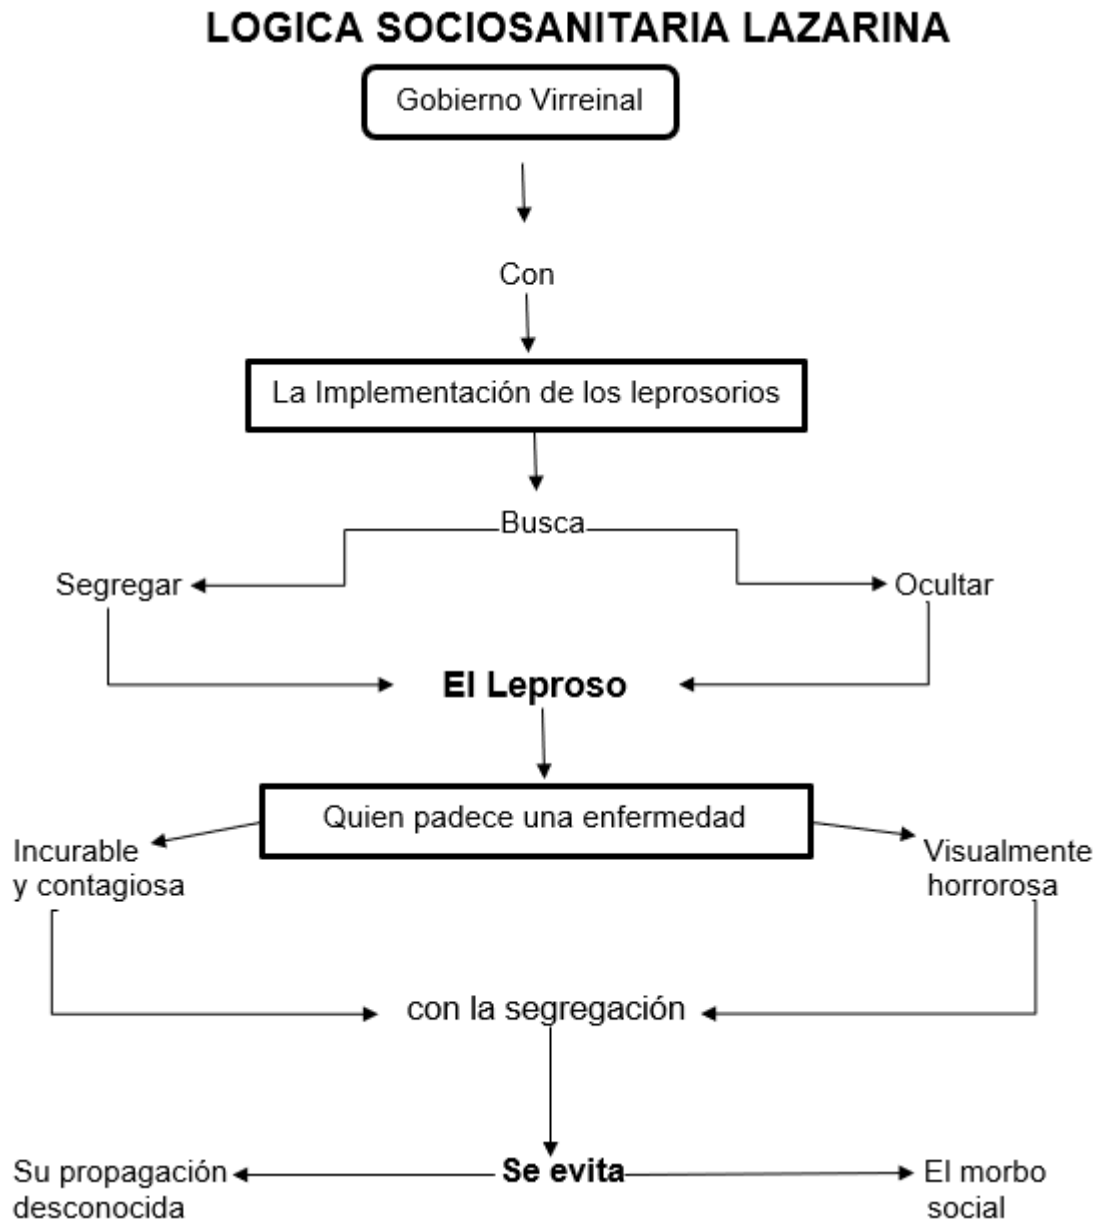 LOGICA SOCIOSANITARIA LAZARINA
Gobierno Virreinal
Con
La Implementación de los leprosorios
Busca
Segregar
Ocultar
El Leproso
Quien padece una enfermedad
Incurable
y contagiosa
Visualmente
horrorosa
con la segregación
Su propagación
desconocida
Se evita
El morbo
social